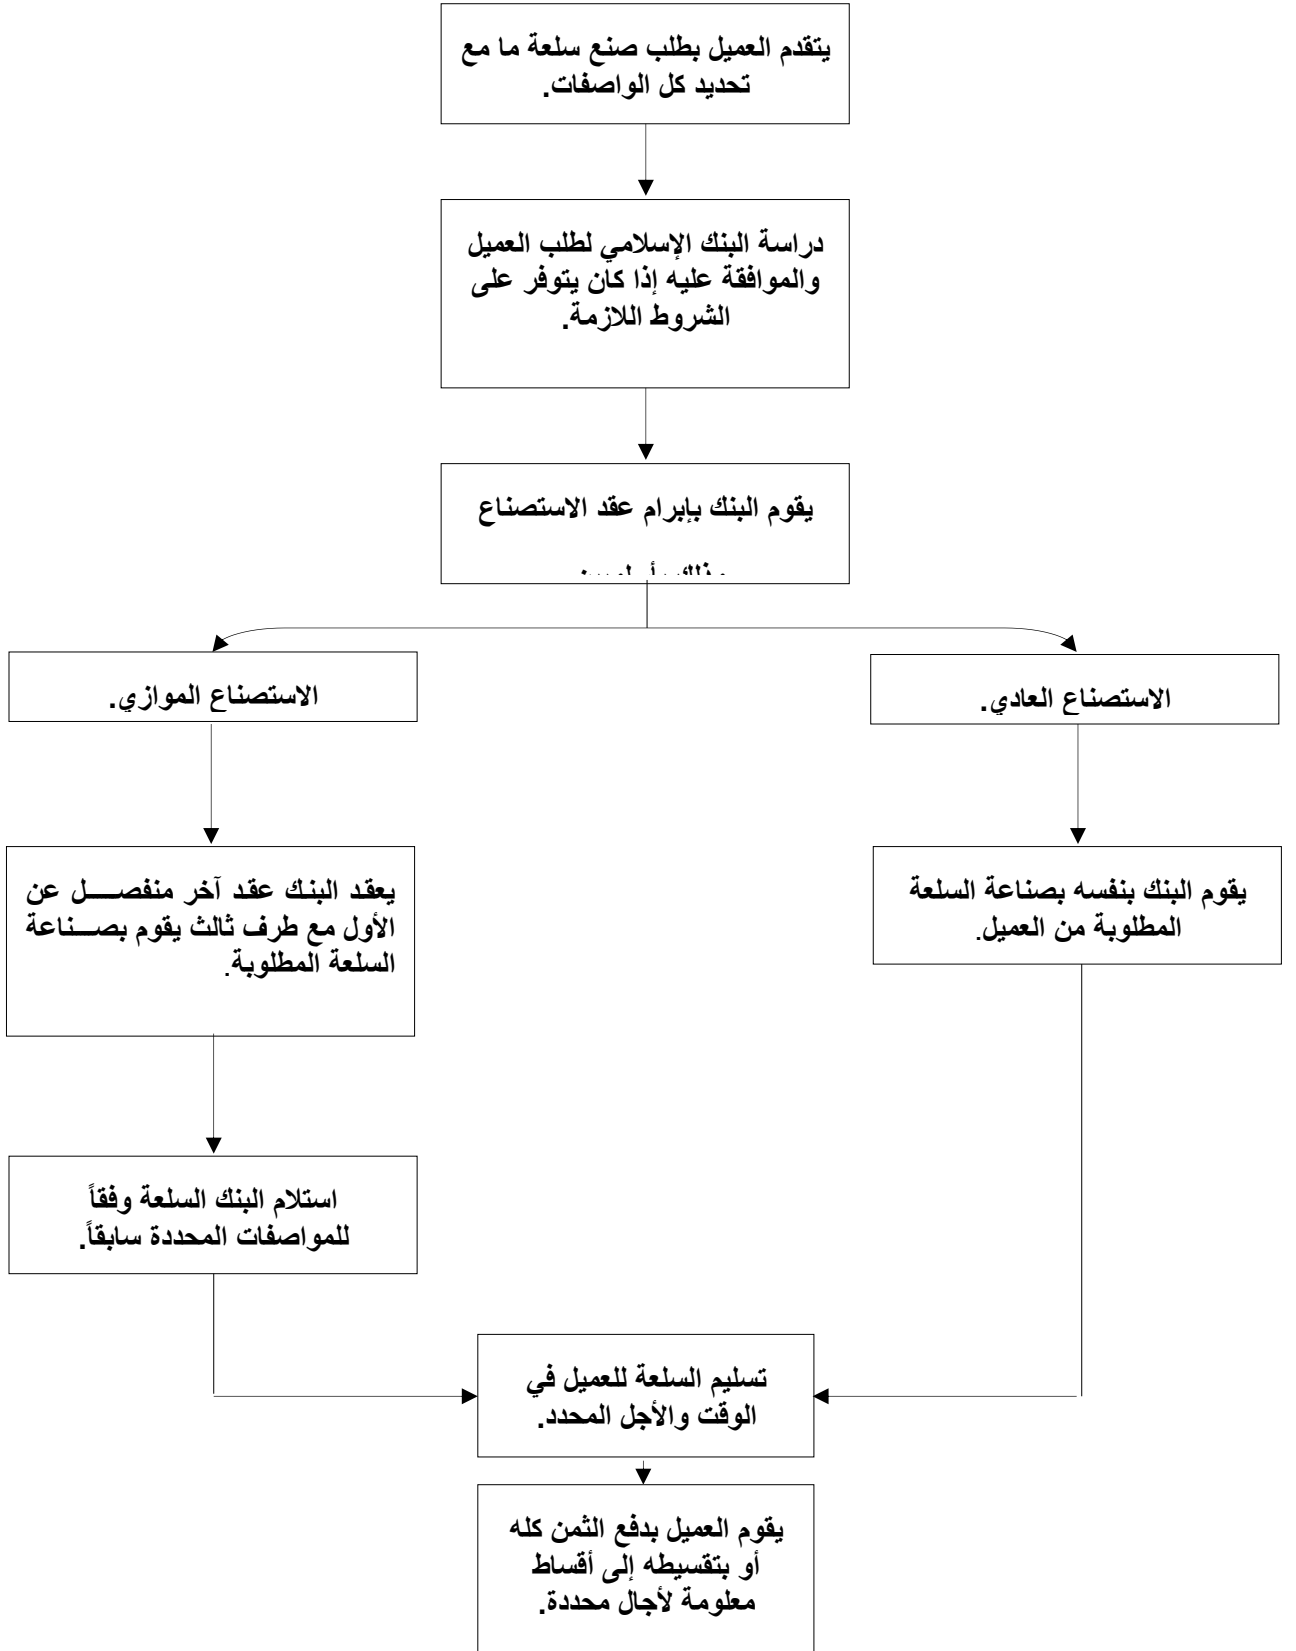 يتقدم العميل بطلب صنع سلعة ما مع
تحديد كل الواصفات.
دراسة البنك الإسلامي لطلب العميل
والموافقة عليه إذا كان يتوفر على
الشروط اللازمة.
يقوم البنك بإبرام عقد الاستصناع
الاستصناع العادي.
الاستصناع الموازي.
يقوم البنك بنفسه بصناعة السلعة
المطلوبة من العميل.
يعقد البنك عقد آخر منفصل عن
الأول مع طرف ثالث يقوم بصناعة
السلعة المطلوبة.
استلام البنك السلعة وفقاً
للمواصفات المحددة سابقاً.
تسليم السلعة للعميل في
الوقت والأجل المحدد.
يقوم العميل بدفع الثمن كله
أو بتقسيطه إلى أقساط
معلومة لأجال محددة.